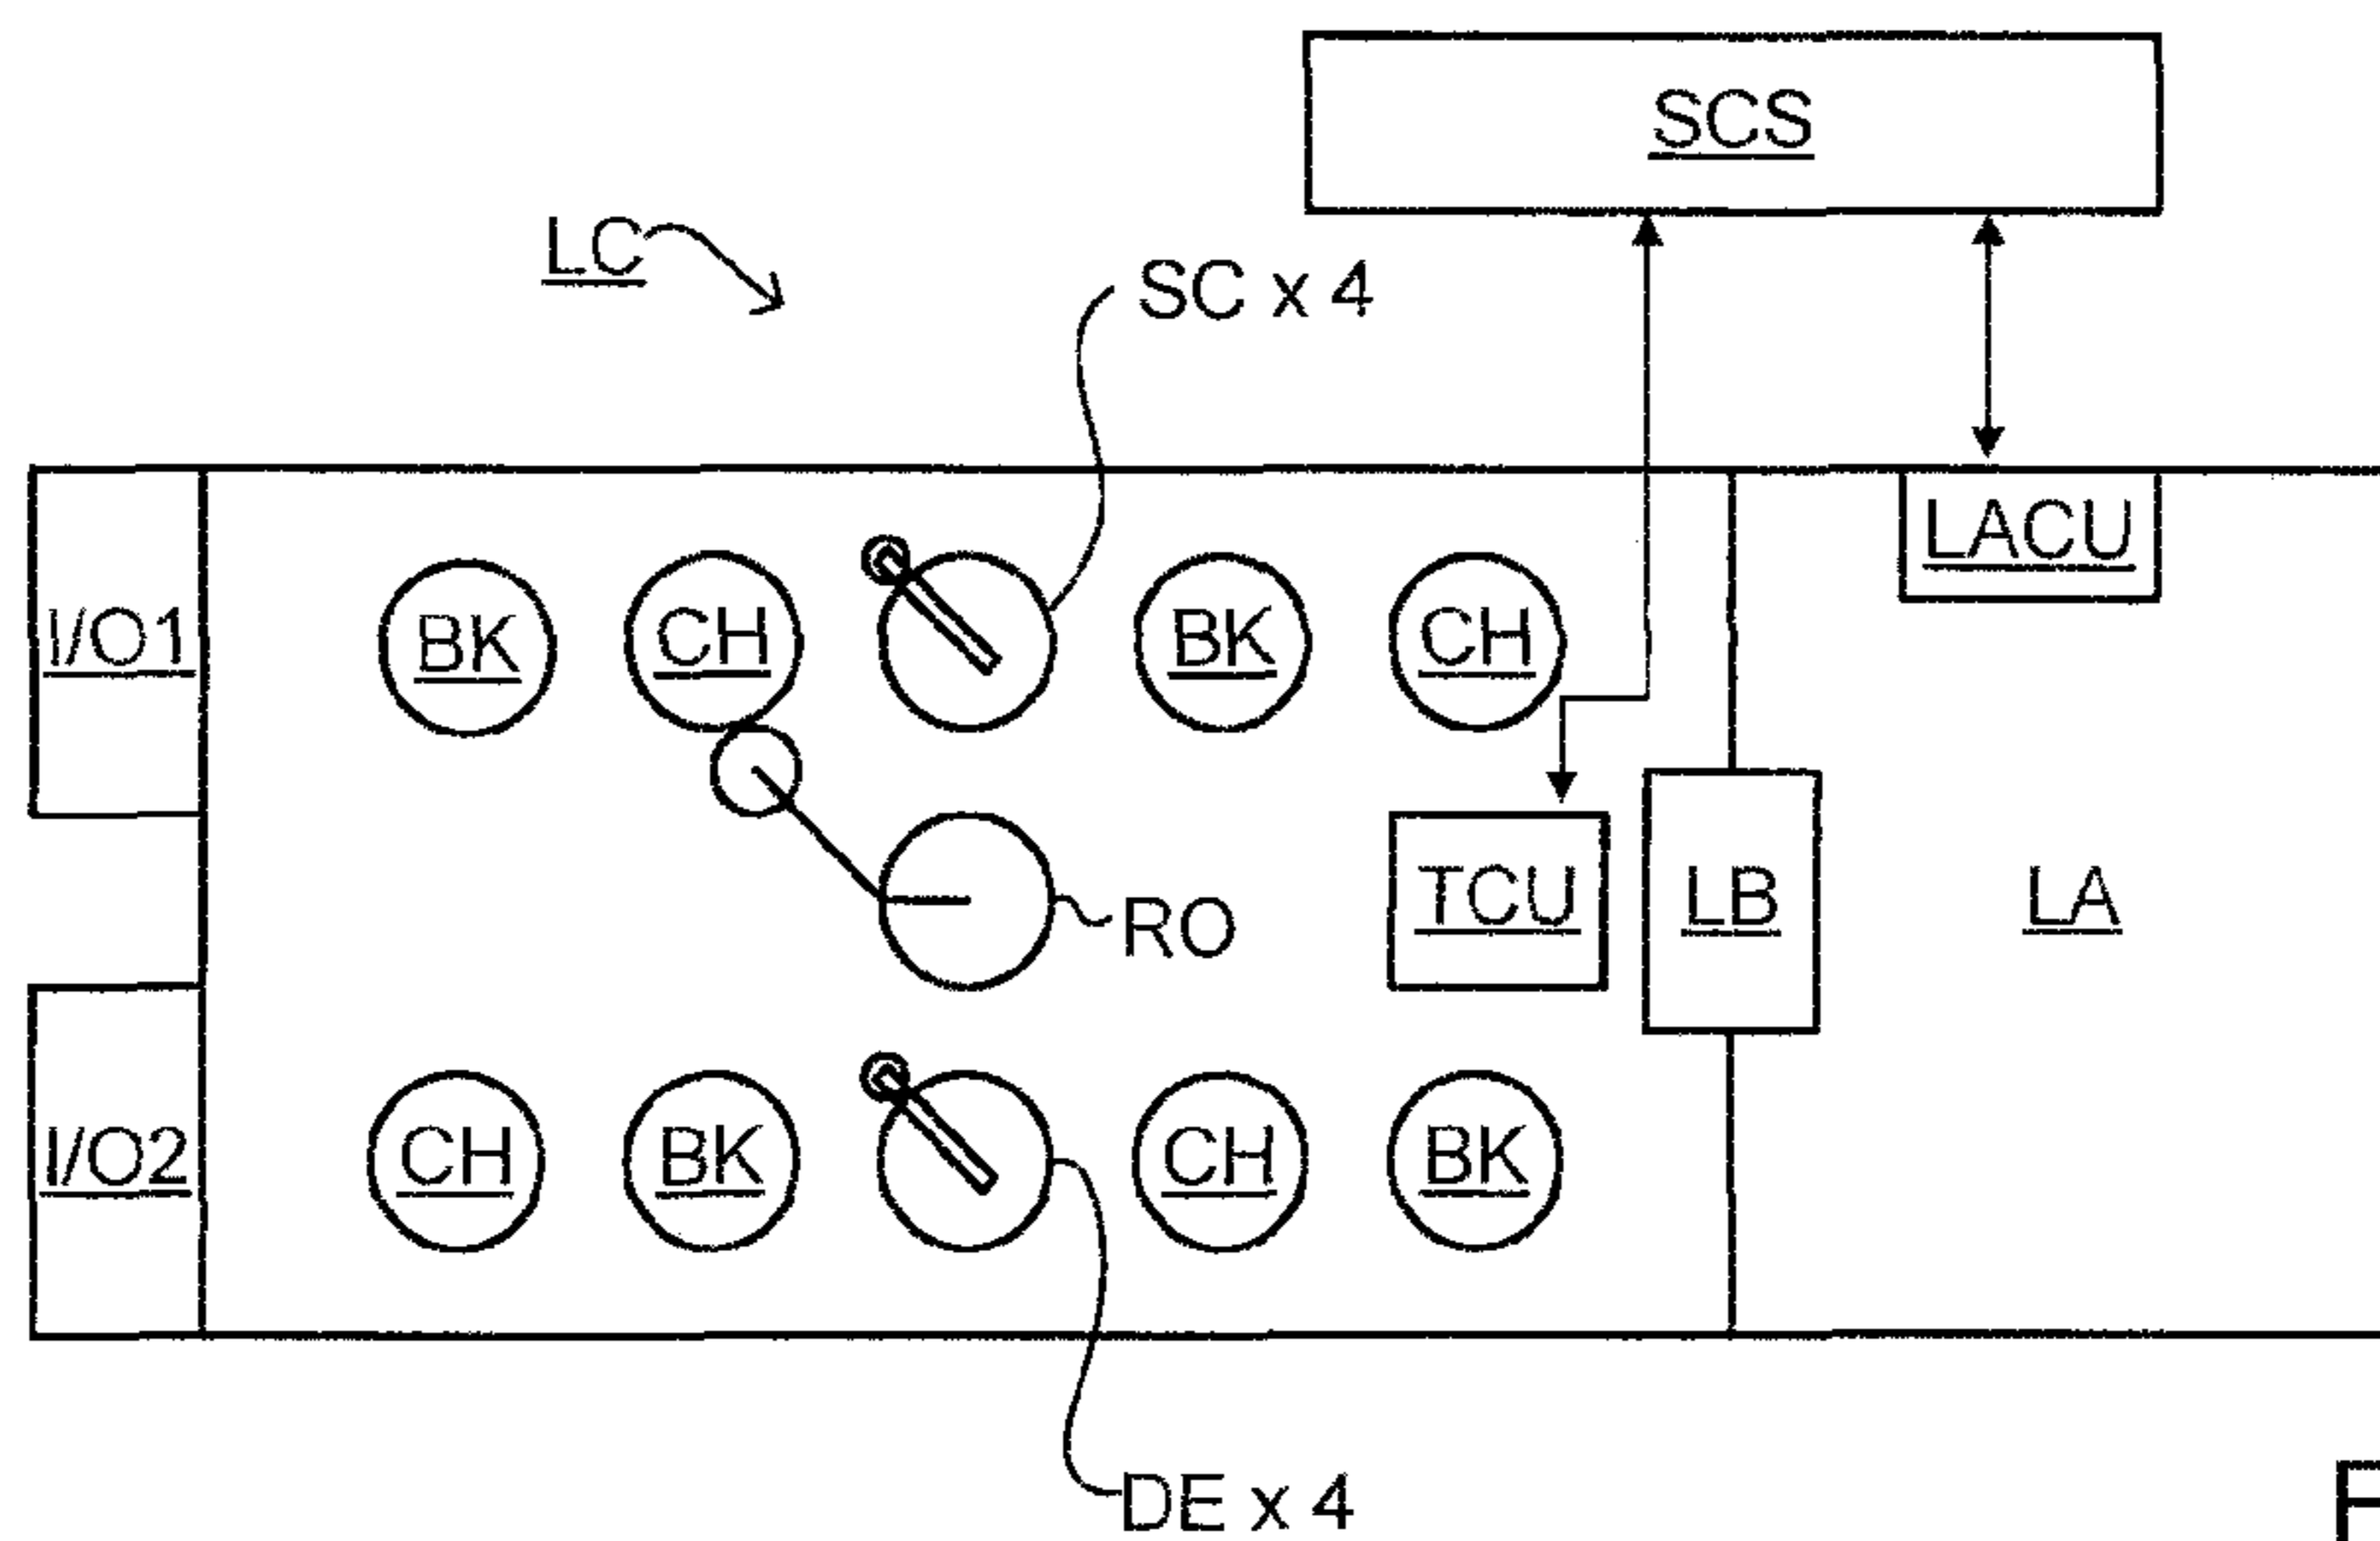 SCS
LC
SC x 4
LACU
I/O1
BK
CH
BK
CH
RO
TCU
LB
LA
I/O2
CH
BK
CH
BK
DE x 4
F